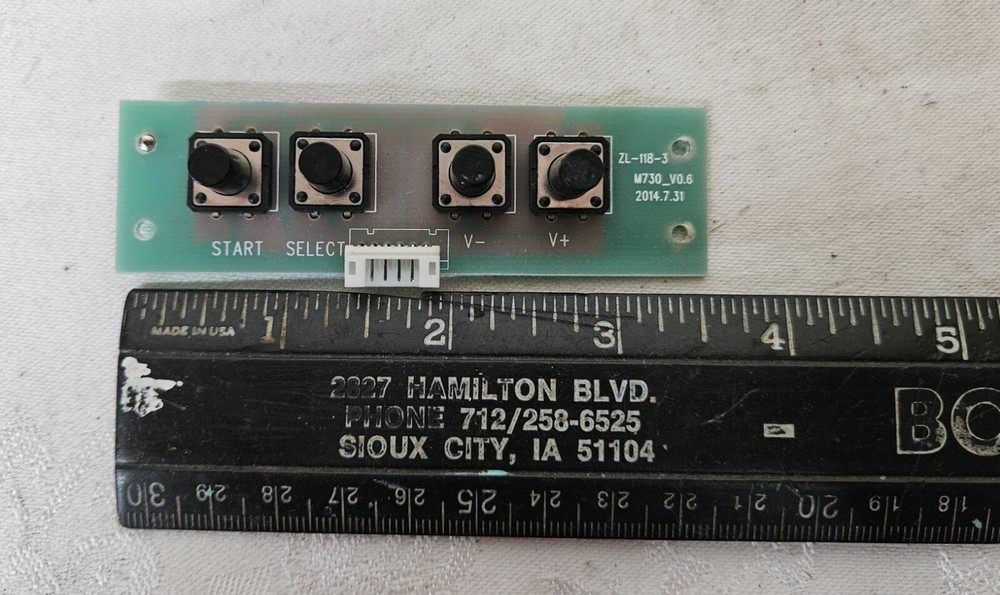 ZL-118-3
M730_V0.6
2014.7.31
START SELECT V- V+
MADE IN USA
1 2 3 4 5
2827 HAMILTON BLVD.
PHONE 712/258-6525
SIOUX CITY, IA 51104
BO
30 29 28 27 26 25 24 23 22 21 20 19 18